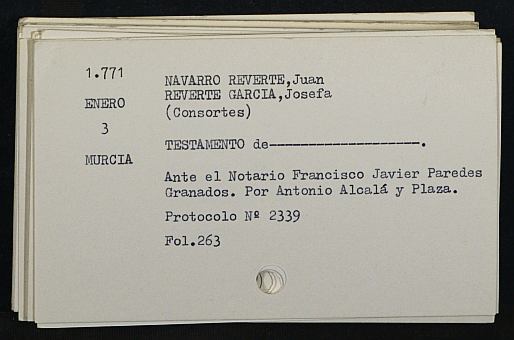 1.771
ENERO
3
MURCIA
NAVARRO REVERTE,Juan
REVERTE GARCIA,Josefa
(Consortes)
TESTAMENTO de-------------------.
Ante el Notario Francisco Javier Paredes
Granados. Por Antonio Alcalá y Plaza.
Protocolo Nº 2339
Fol.263